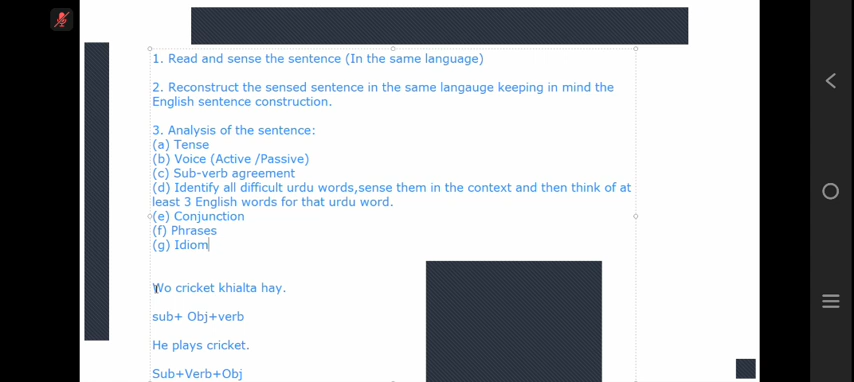 1. Read and sense the sentence (In the same language)
2. Reconstruct the sensed sentence in the same langauge keeping in mind the
English sentence construction.
3. Analysis of the sentence:
(a) Tense
(b) Voice (Active /Passive)
(c) Sub-verb agreement
(d) Identify all difficult urdu words,sense them in the context and then think of at
least 3 English words for that urdu word.
(e) Conjunction
(f) Phrases
(g) Idiom
Wo cricket khialta hay.
sub+ Obj+verb
He plays cricket.
Sub+Verb+Obj